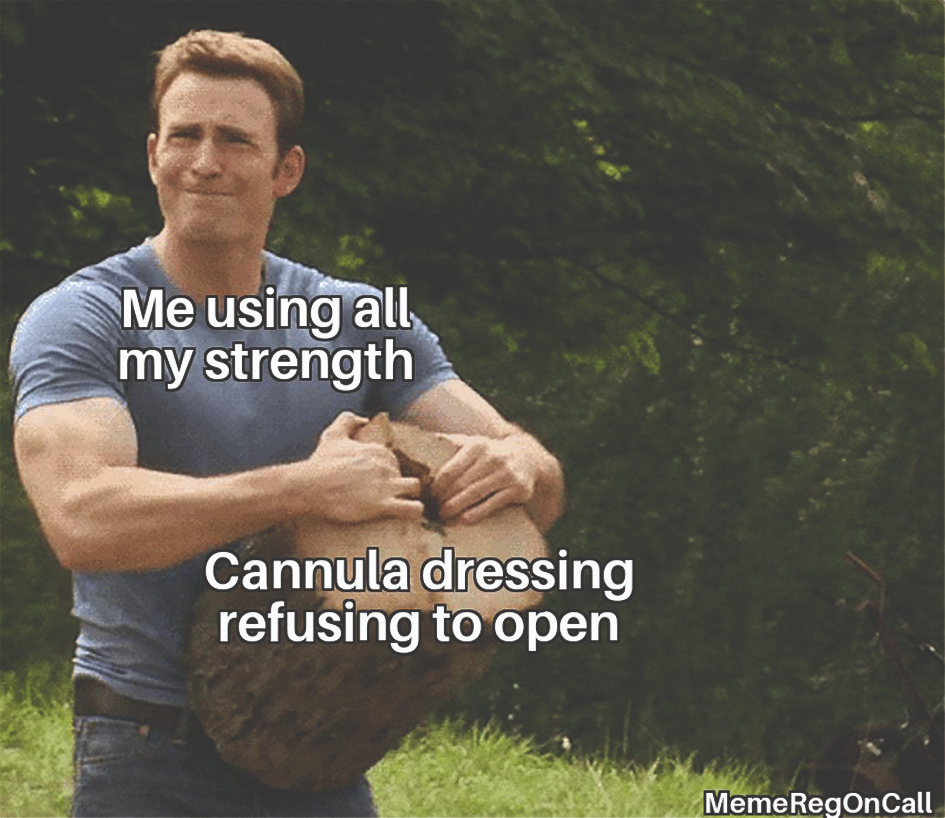 Me using all
my strength
Cannula dressing
refusing to open
MemeRegOnCall